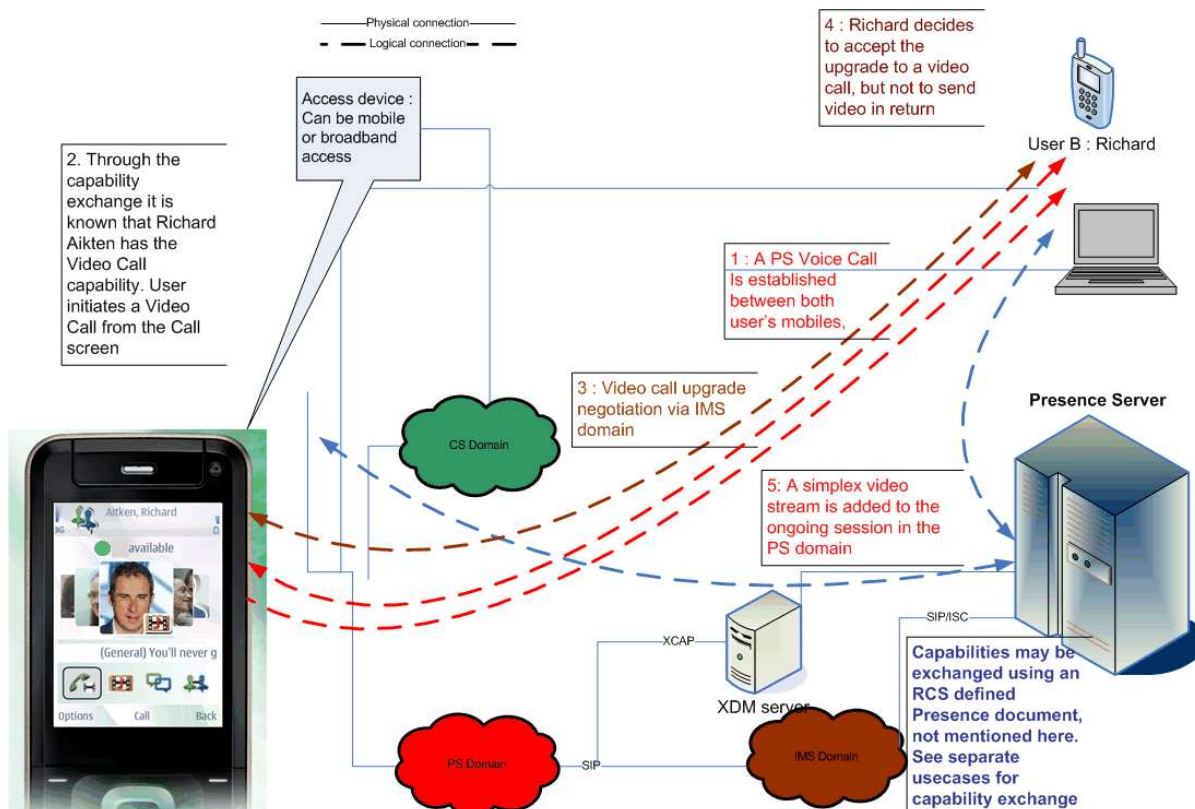 Physical connection
Logical connection
4 : Richard decides
to accept the
upgrade to a video
call, but not to send
video in return
Access device :
Can be mobile
or broadband
access
User B : Richard
2. Through the
capability
exchange it is
known that Richard
Aikten has the
Video Call
capability. User
initiates a Video
Call from the Call
screen
1 : A PS Voice Call
Is established
between both
user's mobiles,
3 : Video call upgrade
negotiation via IMS
domain
Presence Server
CS Domain
5: A simplex video
stream is added to the
ongoing session in the
PS domain
3G
Aitken, Richard
available
(General) You'll never g
Options
Call
Back
XCAP
SIP/ISC
XDM server
Capabilities may be
exchanged using an
RCS defined
Presence document,
not mentioned here.
See separate
usecases for
capability exchange
PS Domain
SIP
IMS Domain